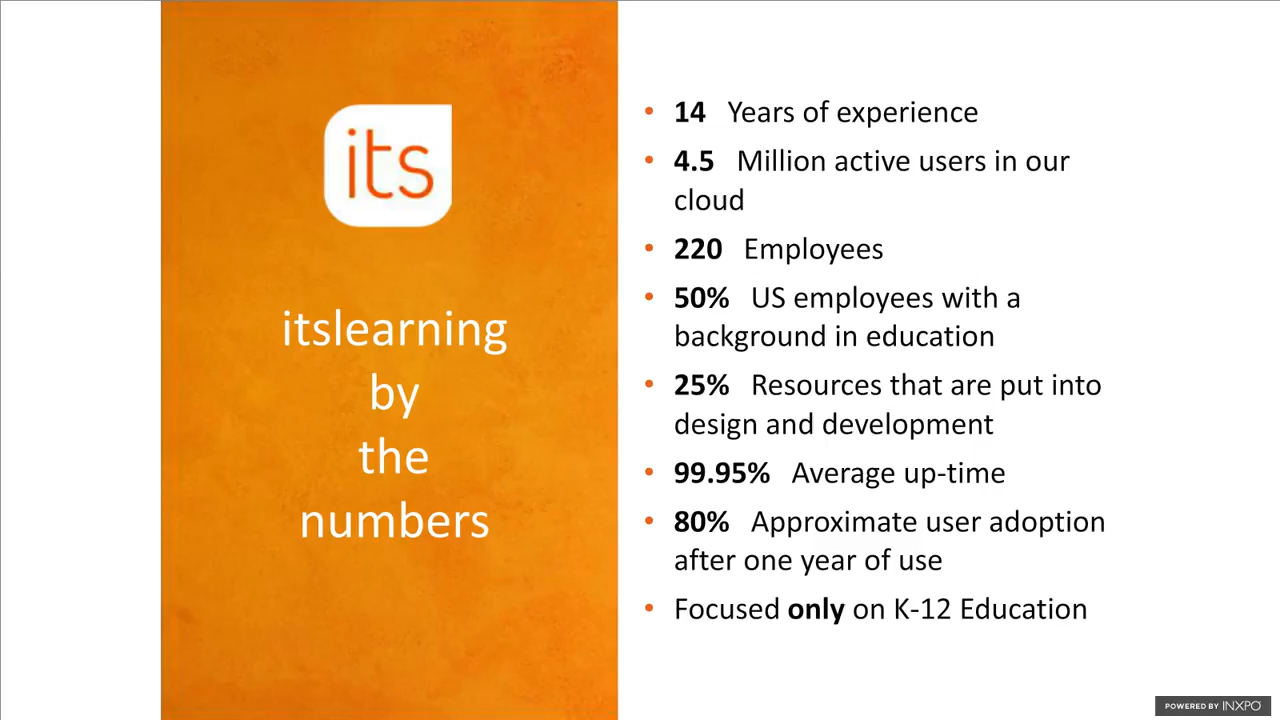 its
itslearning
by
the
numbers
• 14 Years of experience
• 4.5 Million active users in our
cloud
• 220 Employees
• 50% US employees with a
background in education
• 25% Resources that are put into
design and development
• 99.95% Average up-time
• 80% Approximate user adoption
after one year of use
• Focused only on K-12 Education
POWERED BY INXPO